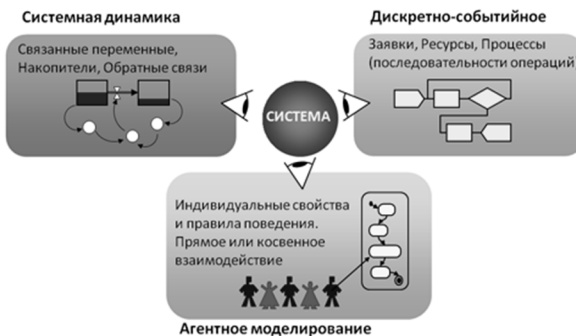 Системная динамика
Связанные переменные,
Накопители, Обратные связи
Дискретно-событийное
Заявки, Ресурсы, Процессы
(последовательности операций)
СИСТЕМА
Индивидуальные свойства
и правила поведения.
Прямое или косвенное
взаимодействие
Агентное моделирование